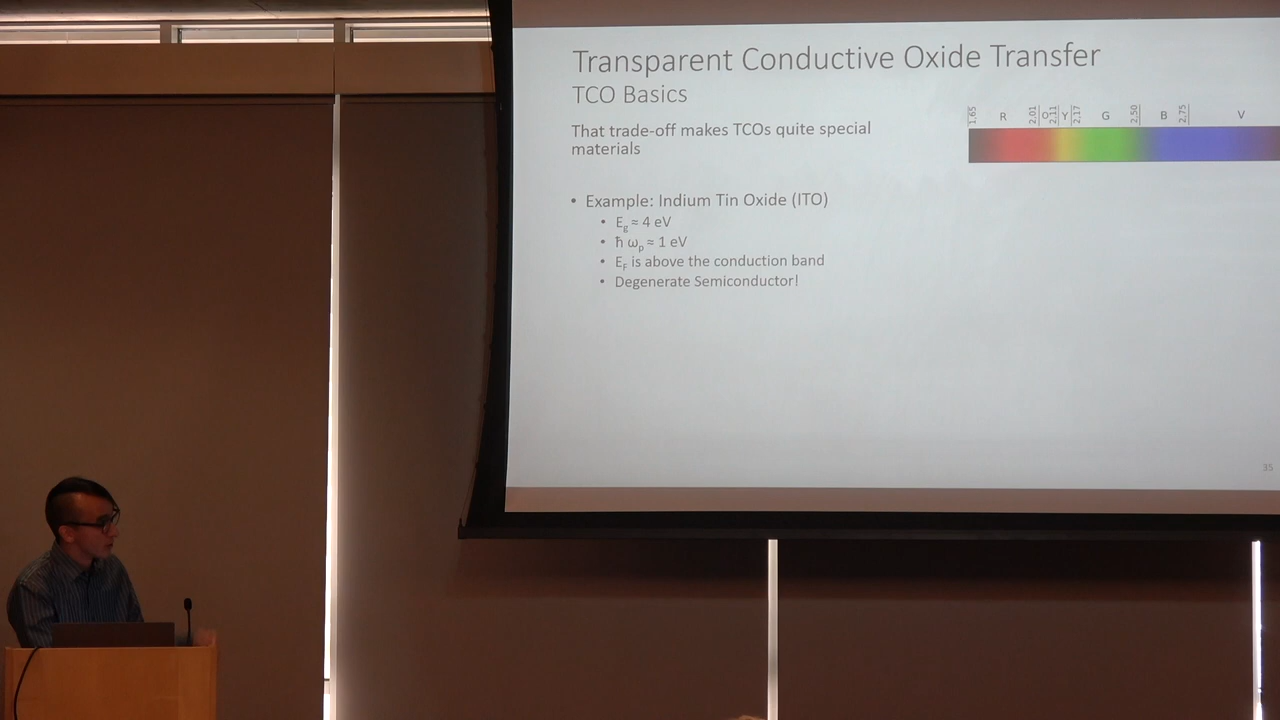 Transparent Conductive Oxide Transfer
TCO Basics
That trade-off makes TCOs quite special
materials
1.65 R 2.01 O 2.11 Y 2.17 G 2.50 B 2.75 V
• Example: Indium Tin Oxide (ITO)
• Eg ≈ 4 eV
• ħ ωp ≈ 1 eV
• EF is above the conduction band
• Degenerate Semiconductor!
35